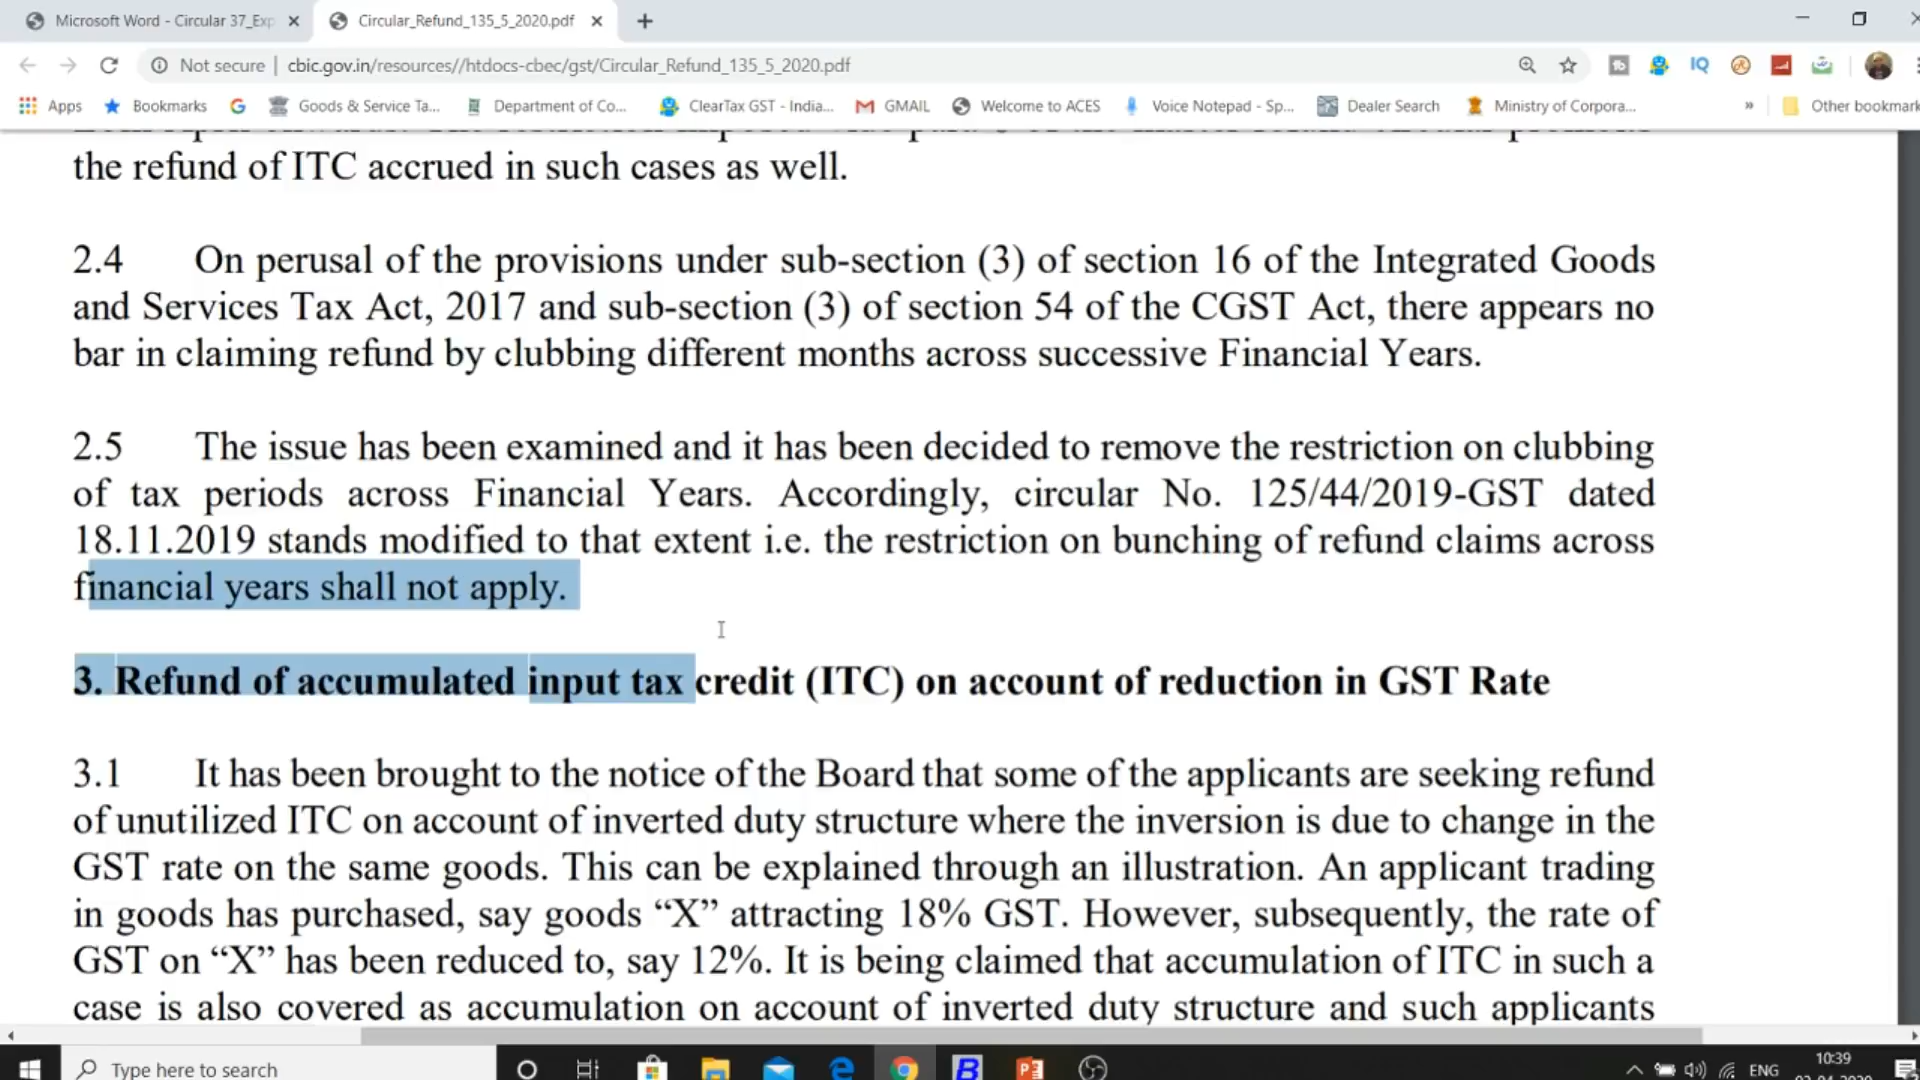 Microsoft Word - Circular 37_Exp
Circular_Refund_135_5_2020.pdf
Not secure | cbic.gov.in/resources//htdocs-cbec/gst/Circular_Refund_135_5_2020.pdf
Apps Bookmarks Goods & Service Ta... Department of Co... ClearTax GST - India... GMAIL Welcome to ACES Voice Notepad - Sp... Dealer Search Ministry of Corpora... » Other bookmark
the refund of ITC accrued in such cases as well.
2.4 On perusal of the provisions under sub-section (3) of section 16 of the Integrated Goods
and Services Tax Act, 2017 and sub-section (3) of section 54 of the CGST Act, there appears no
bar in claiming refund by clubbing different months across successive Financial Years.
2.5 The issue has been examined and it has been decided to remove the restriction on clubbing
of tax periods across Financial Years. Accordingly, circular No. 125/44/2019-GST dated
18.11.2019 stands modified to that extent i.e. the restriction on bunching of refund claims across
financial years shall not apply.
3. Refund of accumulated input tax credit (ITC) on account of reduction in GST Rate
3.1 It has been brought to the notice of the Board that some of the applicants are seeking refund
of unutilized ITC on account of inverted duty structure where the inversion is due to change in the
GST rate on the same goods. This can be explained through an illustration. An applicant trading
in goods has purchased, say goods “X” attracting 18% GST. However, subsequently, the rate of
GST on “X” has been reduced to, say 12%. It is being claimed that accumulation of ITC in such a
case is also covered as accumulation on account of inverted duty structure and such applicants
Type here to search
ENG
10:39